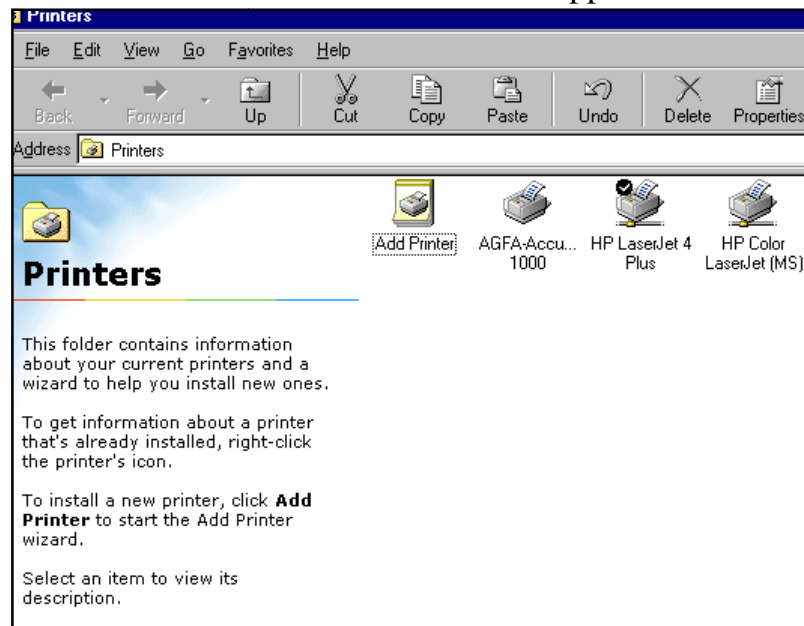 Printers
File Edit View Go Favorites Help
Back Forward Up Cut Copy Paste Undo Delete Properties
Address Printers
Add Printer AGFA-Accu... HP LaserJet 4 HP Color
1000 Plus LaserJet (MS)
Printers
This folder contains information
about your current printers and a
wizard to help you install new ones.
To get information about a printer
that's already installed, right-click
the printer's icon.
To install a new printer, click Add
Printer to start the Add Printer
wizard.
Select an item to view its
description.